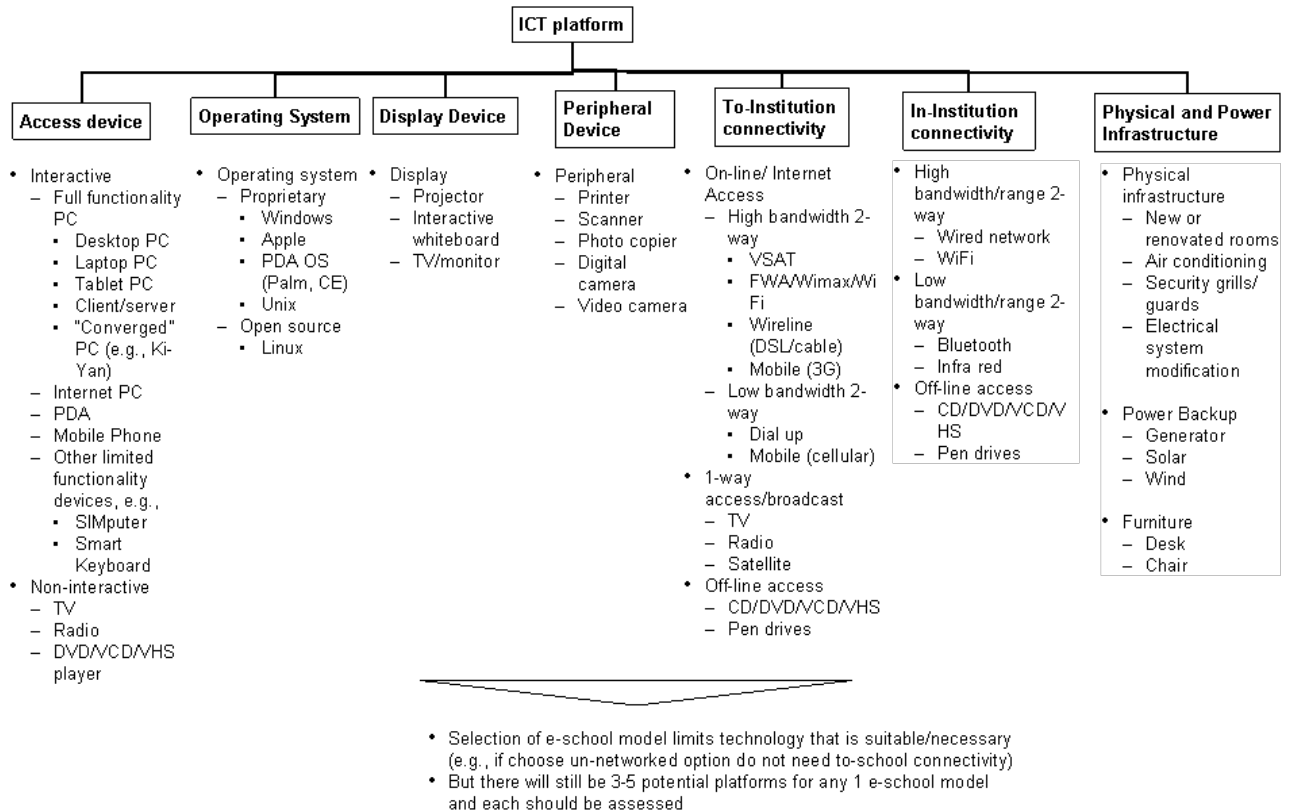 ICT platform
Access device
Operating System
Display Device
Peripheral
Device
To-Institution
connectivity
In-Institution
connectivity
Physical and Power
Infrastructure
• Interactive
– Full functionality
PC
▪ Desktop PC
▪ Laptop PC
▪ Tablet PC
▪ Client/server
▪ "Converged"
PC (e.g., Ki-
Yan)
– Internet PC
– PDA
– Mobile Phone
– Other limited
functionality
devices, e.g.,
▪ SIMputer
▪ Smart
Keyboard
• Non-interactive
– TV
– Radio
– DVD/VCD/VHS
player
• Operating system
– Proprietary
▪ Windows
▪ Apple
▪ PDA OS
(Palm, CE)
▪ Unix
– Open source
▪ Linux
• Display
– Projector
– Interactive
whiteboard
– TV/monitor
• Peripheral
– Printer
– Scanner
– Photo copier
– Digital
camera
– Video camera
• On-line/ Internet
Access
– High bandwidth 2-
way
▪ VSAT
▪ FWA/Wimax/Wi
Fi
▪ Wireline
(DSL/cable)
▪ Mobile (3G)
– Low bandwidth 2-
way
▪ Dial up
▪ Mobile (cellular)
• 1-way
access/broadcast
– TV
– Radio
– Satellite
• Off-line access
– CD/DVD/VCD/VHS
– Pen drives
• High
bandwidth/range 2-
way
– Wired network
– WiFi
• Low
bandwidth/range 2-
way
– Bluetooth
– Infra red
• Off-line access
– CD/DVD/VCD/V
HS
– Pen drives
• Physical
infrastructure
– New or
renovated rooms
– Air conditioning
– Security grills/
guards
– Electrical
system
modification
• Power Backup
– Generator
– Solar
– Wind
• Furniture
– Desk
– Chair
• Selection of e-school model limits technology that is suitable/necessary
(e.g., if choose un-networked option do not need to-school connectivity)
• But there will still be 3-5 potential platforms for any 1 e-school model
and each should be assessed